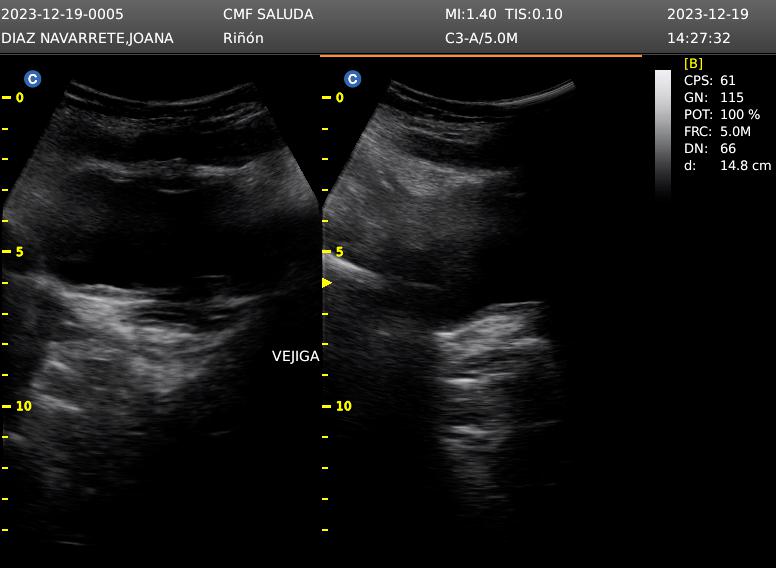 2023-12-19-0005 CMF SALUDA MI:1.40 TIS:0.10 2023-12-19
DIAZ NAVARRETE,JOANA Riñón C3-A/5.0M 14:27:32
C C [B]
0 0 CPS: 61
GN: 115
POT: 100 %
FRC: 5.0M
DN: 66
d: 14.8 cm
5 5
VEJIGA
10 10